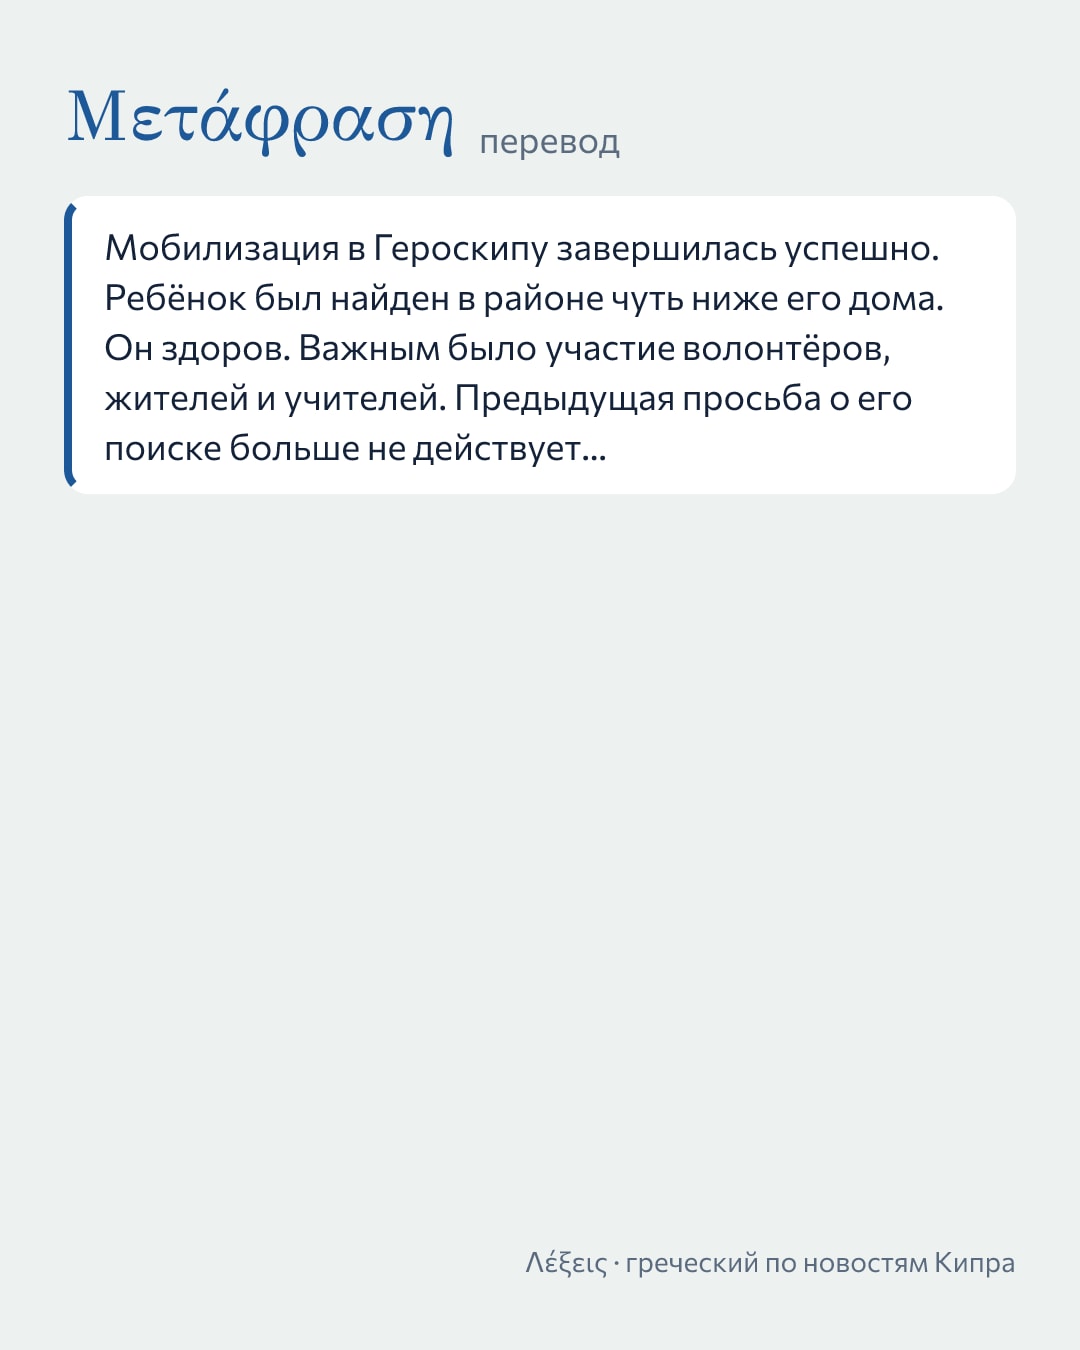 Μετάφραση перевод
Мобилизация в Героскипу завершилась успешно.
Ребёнок был найден в районе чуть ниже его дома.
Он здоров. Важным было участие волонтёров,
жителей и учителей. Предыдущая просьба о его
поиске больше не действует...
Λέξεις · греческий по новостям Кипра